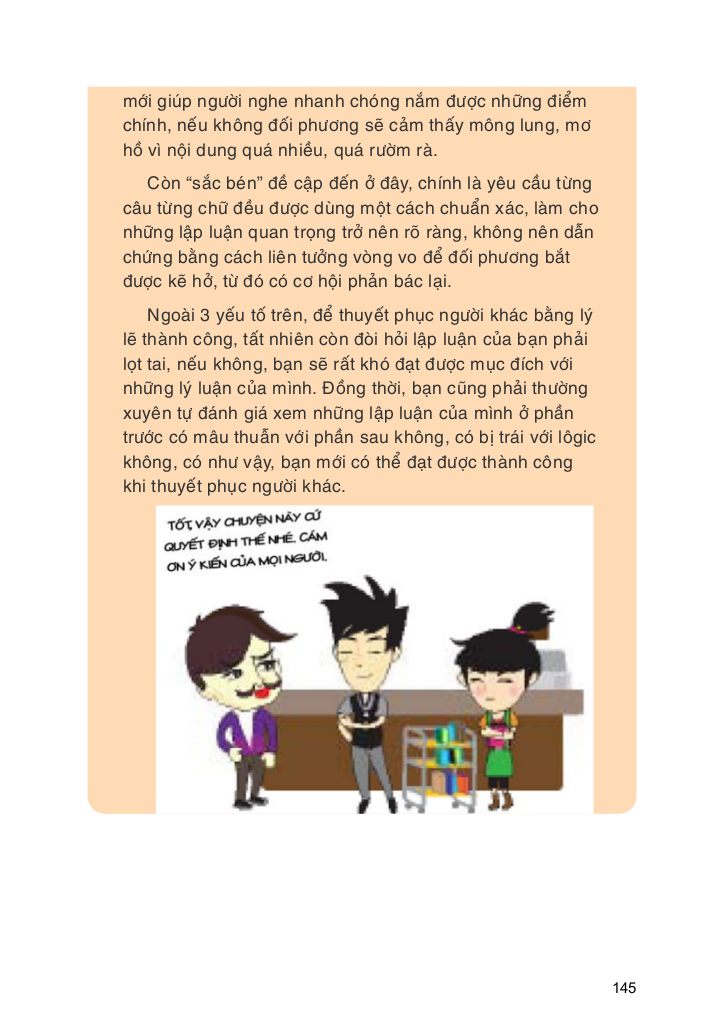 mới giúp người nghe nhanh chóng nắm được những điểm
chính, nếu không đối phương sẽ cảm thấy mông lung, mơ
hồ vì nội dung quá nhiều, quá rườm rà.
Còn “sắc bén” đề cập đến ở đây, chính là yêu cầu từng
câu từng chữ đều được dùng một cách chuẩn xác, làm cho
những lập luận quan trọng trở nên rõ ràng, không nên dẫn
chứng bằng cách liên tưởng vòng vo để đối phương bắt
được kẽ hở, từ đó có cơ hội phản bác lại.
Ngoài 3 yếu tố trên, để thuyết phục người khác bằng lý
lẽ thành công, tất nhiên còn đòi hỏi lập luận của bạn phải
lọt tai, nếu không, bạn sẽ rất khó đạt được mục đích với
những lý luận của mình. Đồng thời, bạn cũng phải thường
xuyên tự đánh giá xem những lập luận của mình ở phần
trước có mâu thuẫn với phần sau không, có bị trái với lôgic
không, có như vậy, bạn mới có thể đạt được thành công
khi thuyết phục người khác.
TỐT, VẬY CHUYỆN NÀY CỨ
QUYẾT ĐỊNH THẾ NHÉ. CÁM
ƠN Ý KIẾN CỦA MỌI NGƯỜI.
145